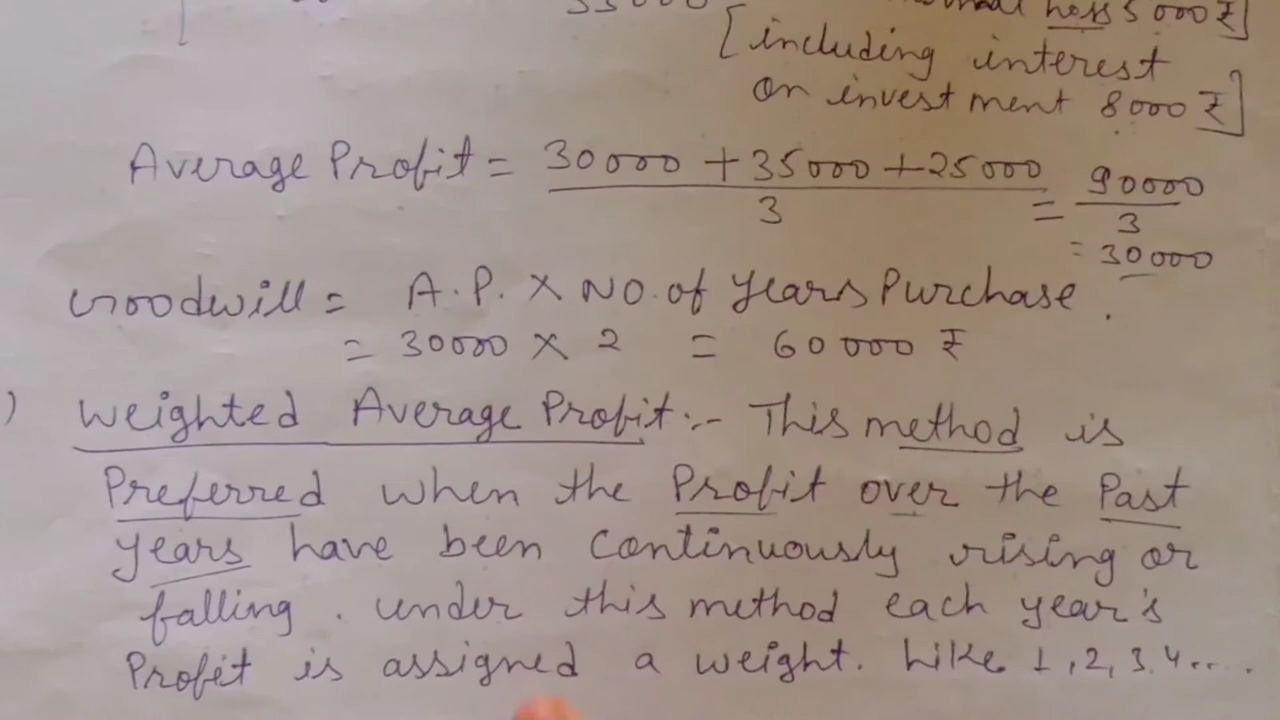 loss 5000 ₹]
[including interest
on investment 8000 ₹]
Average Profit = 30000 + 35000 + 25000 / 3 = 90000 / 3
= 30000
Goodwill = A.P. X NO. of Years Purchase.
= 30000 X 2 = 60000 ₹
) Weighted Average Profit :- This method is
Preferred when the Profit over the Past
years have been continuously rising or
falling. under this method each year's
Profit is assigned a weight. Like 1, 2, 3. 4....